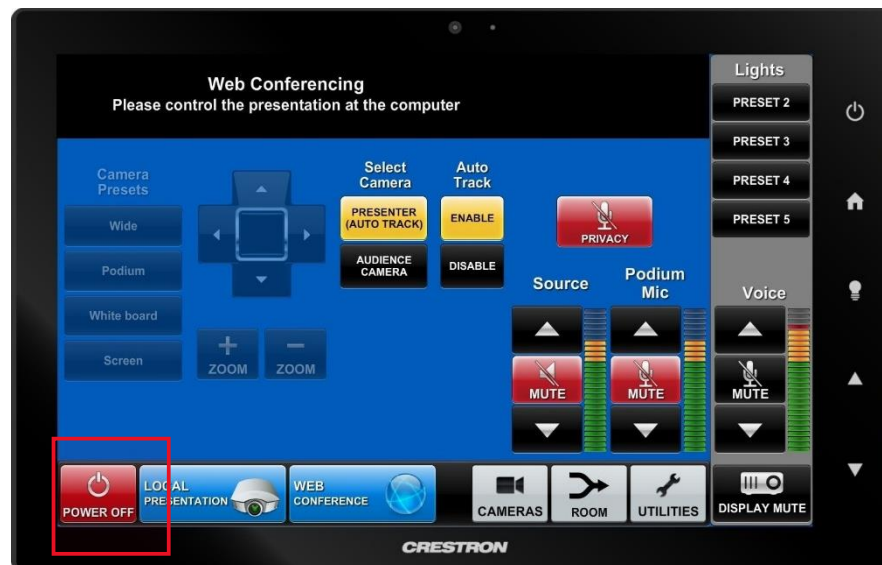 Web Conferencing
Please control the presentation at the computer
Lights
PRESET 2
PRESET 3
PRESET 4
PRESET 5
Camera
Presets
Wide
Podium
White board
Screen
ZOOM
ZOOM
Select
Camera
PRESENTER
(AUTO TRACK)
AUDIENCE
CAMERA
Auto
Track
ENABLE
DISABLE
PRIVACY
Source
MUTE
Podium
Mic
MUTE
Voice
MUTE
POWER OFF
LOCAL
PRESENTATION
WEB
CONFERENCE
CAMERAS
ROOM
UTILITIES
DISPLAY MUTE
CRESTRON